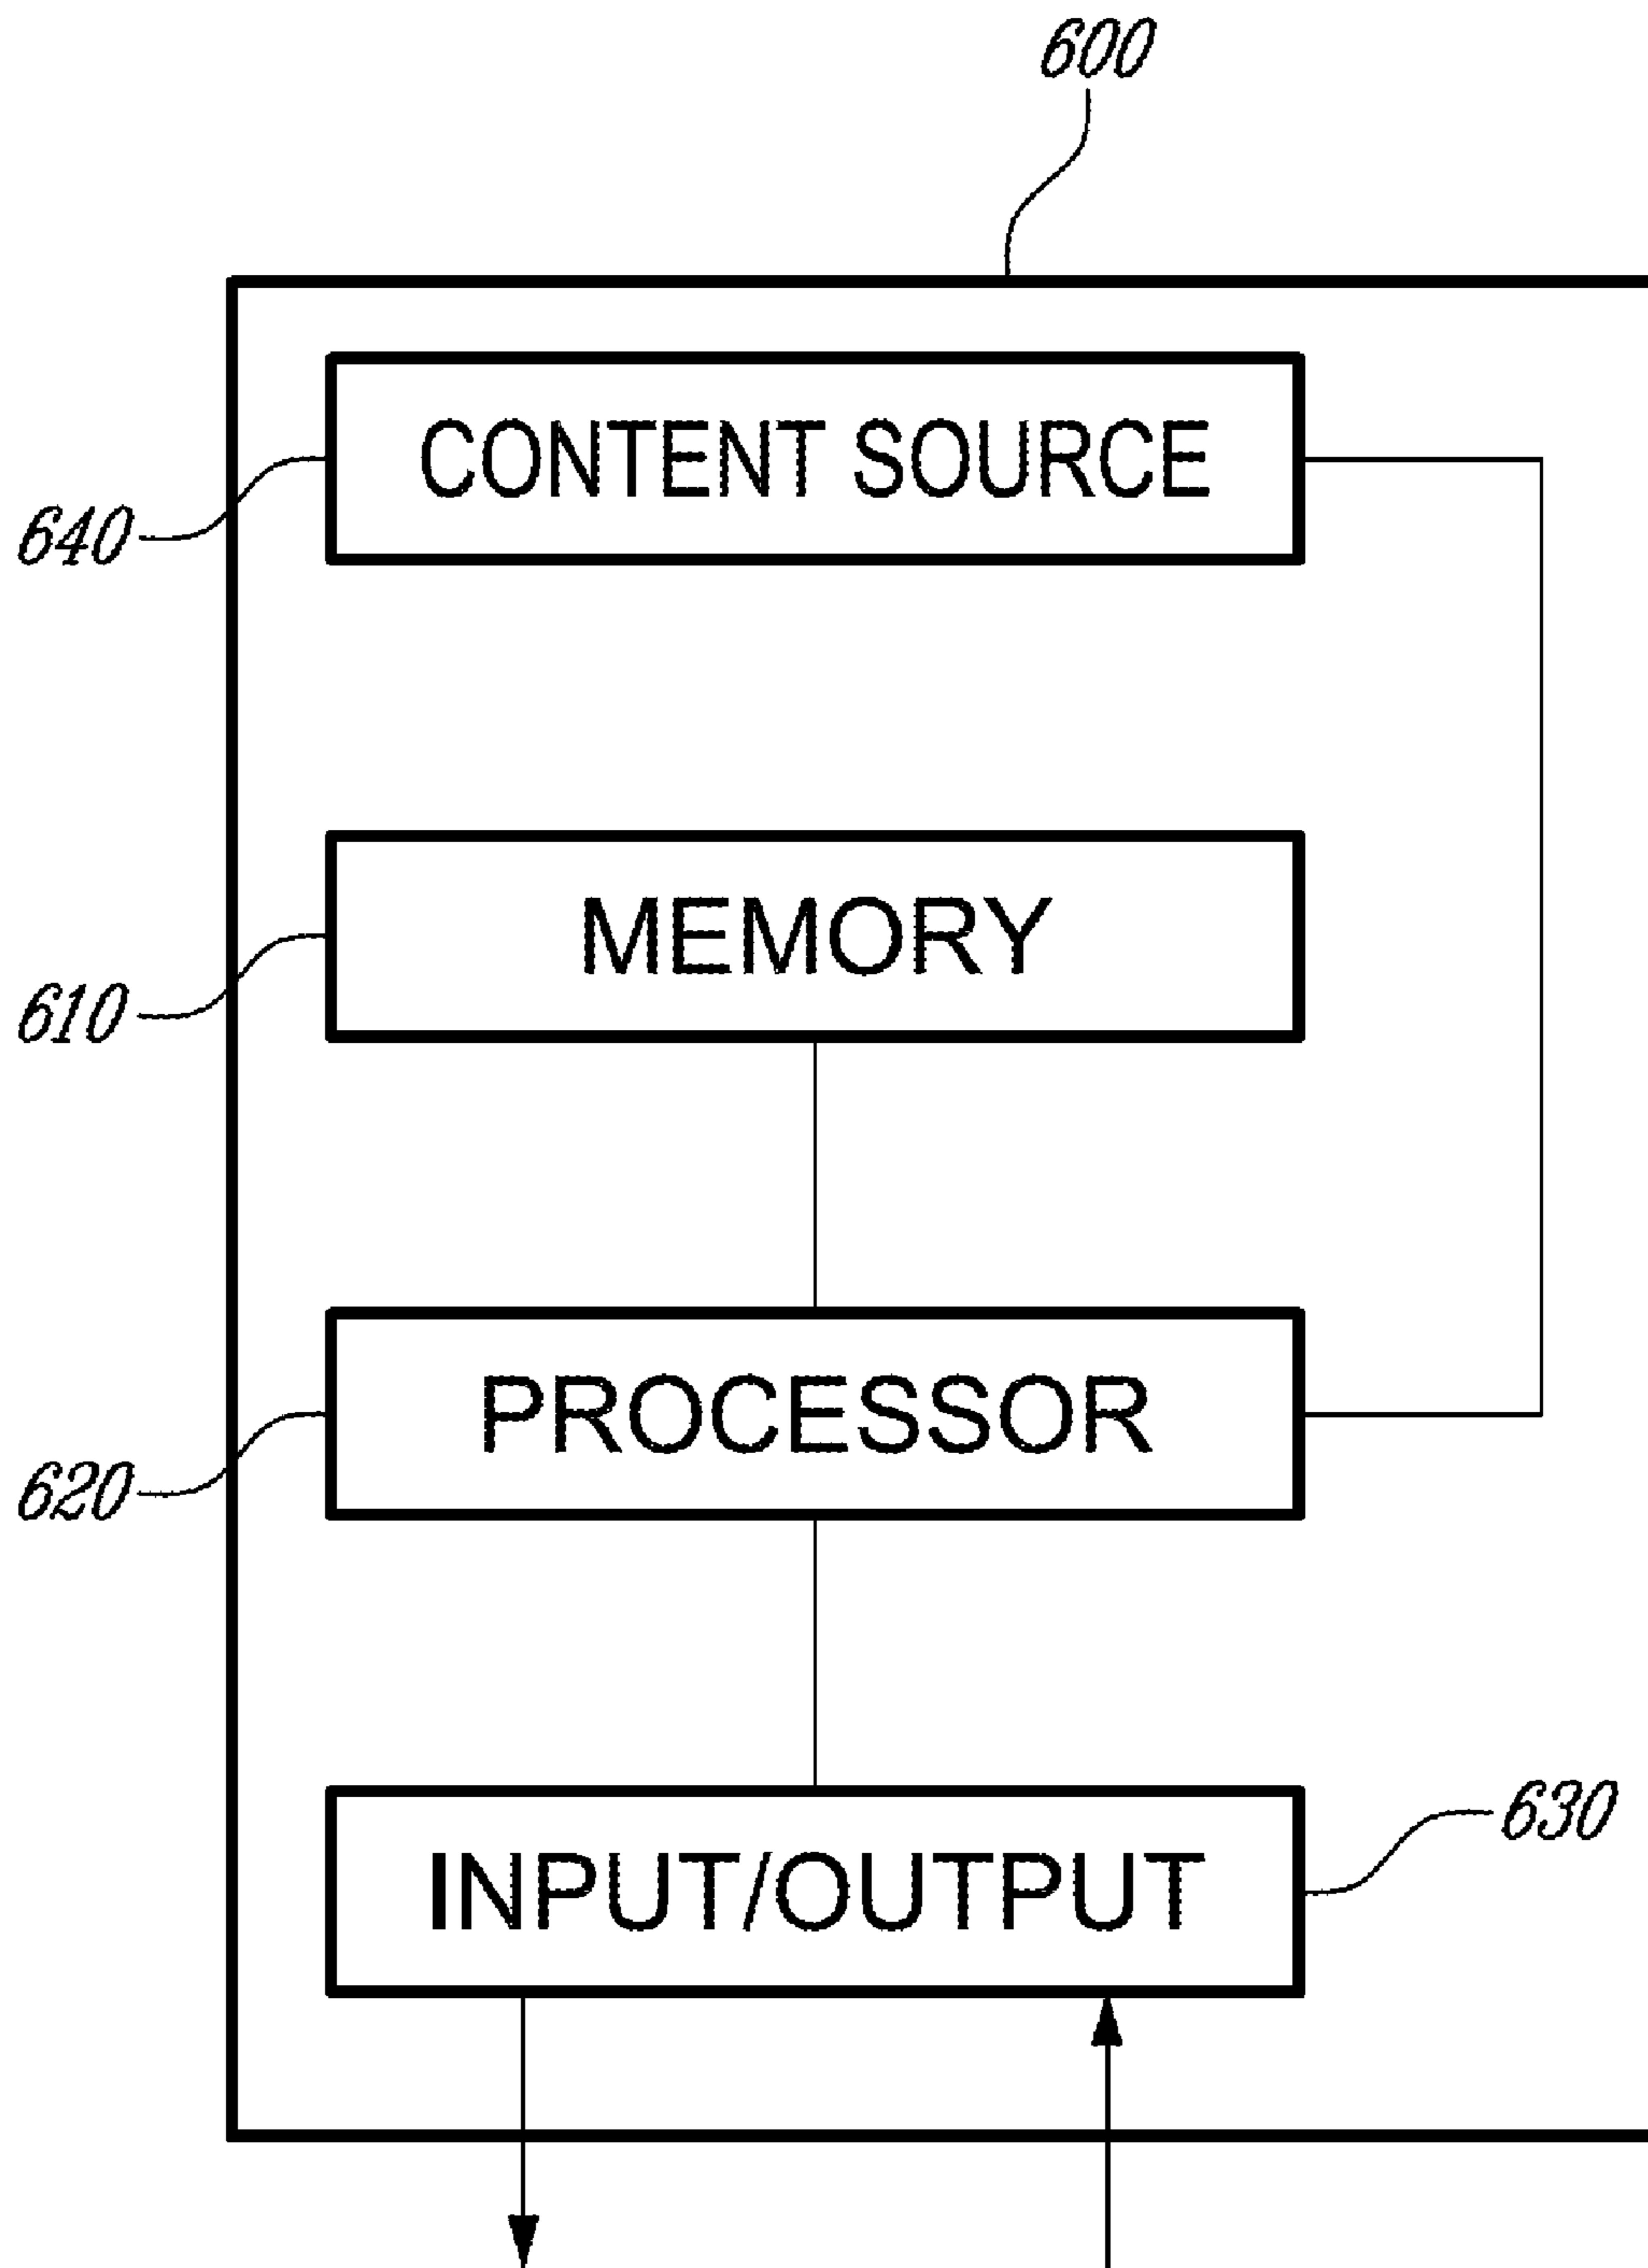 600
CONTENT SOURCE
640
MEMORY
610
PROCESSOR
620
INPUT/OUTPUT
630